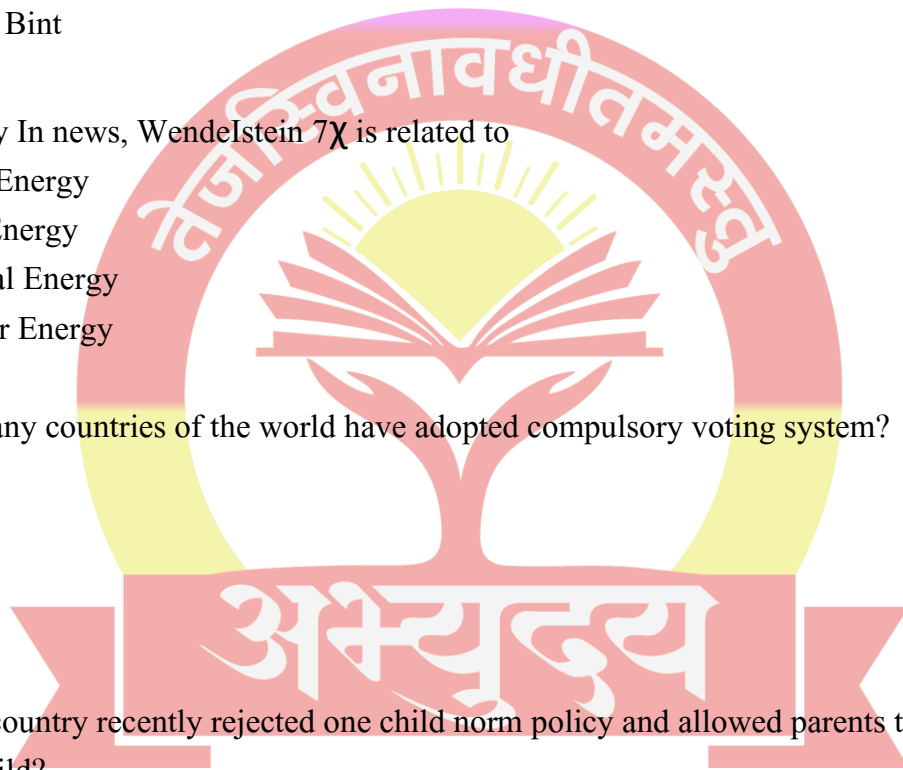 Bint
तेजस्विनावधीतमस्तु
y In news, WendeIstein 7χ is related to
Energy
Energy
al Energy
r Energy
any countries of the world have adopted compulsory voting system?
अभ्युदय
country recently rejected one child norm policy and allowed parents t
ild?